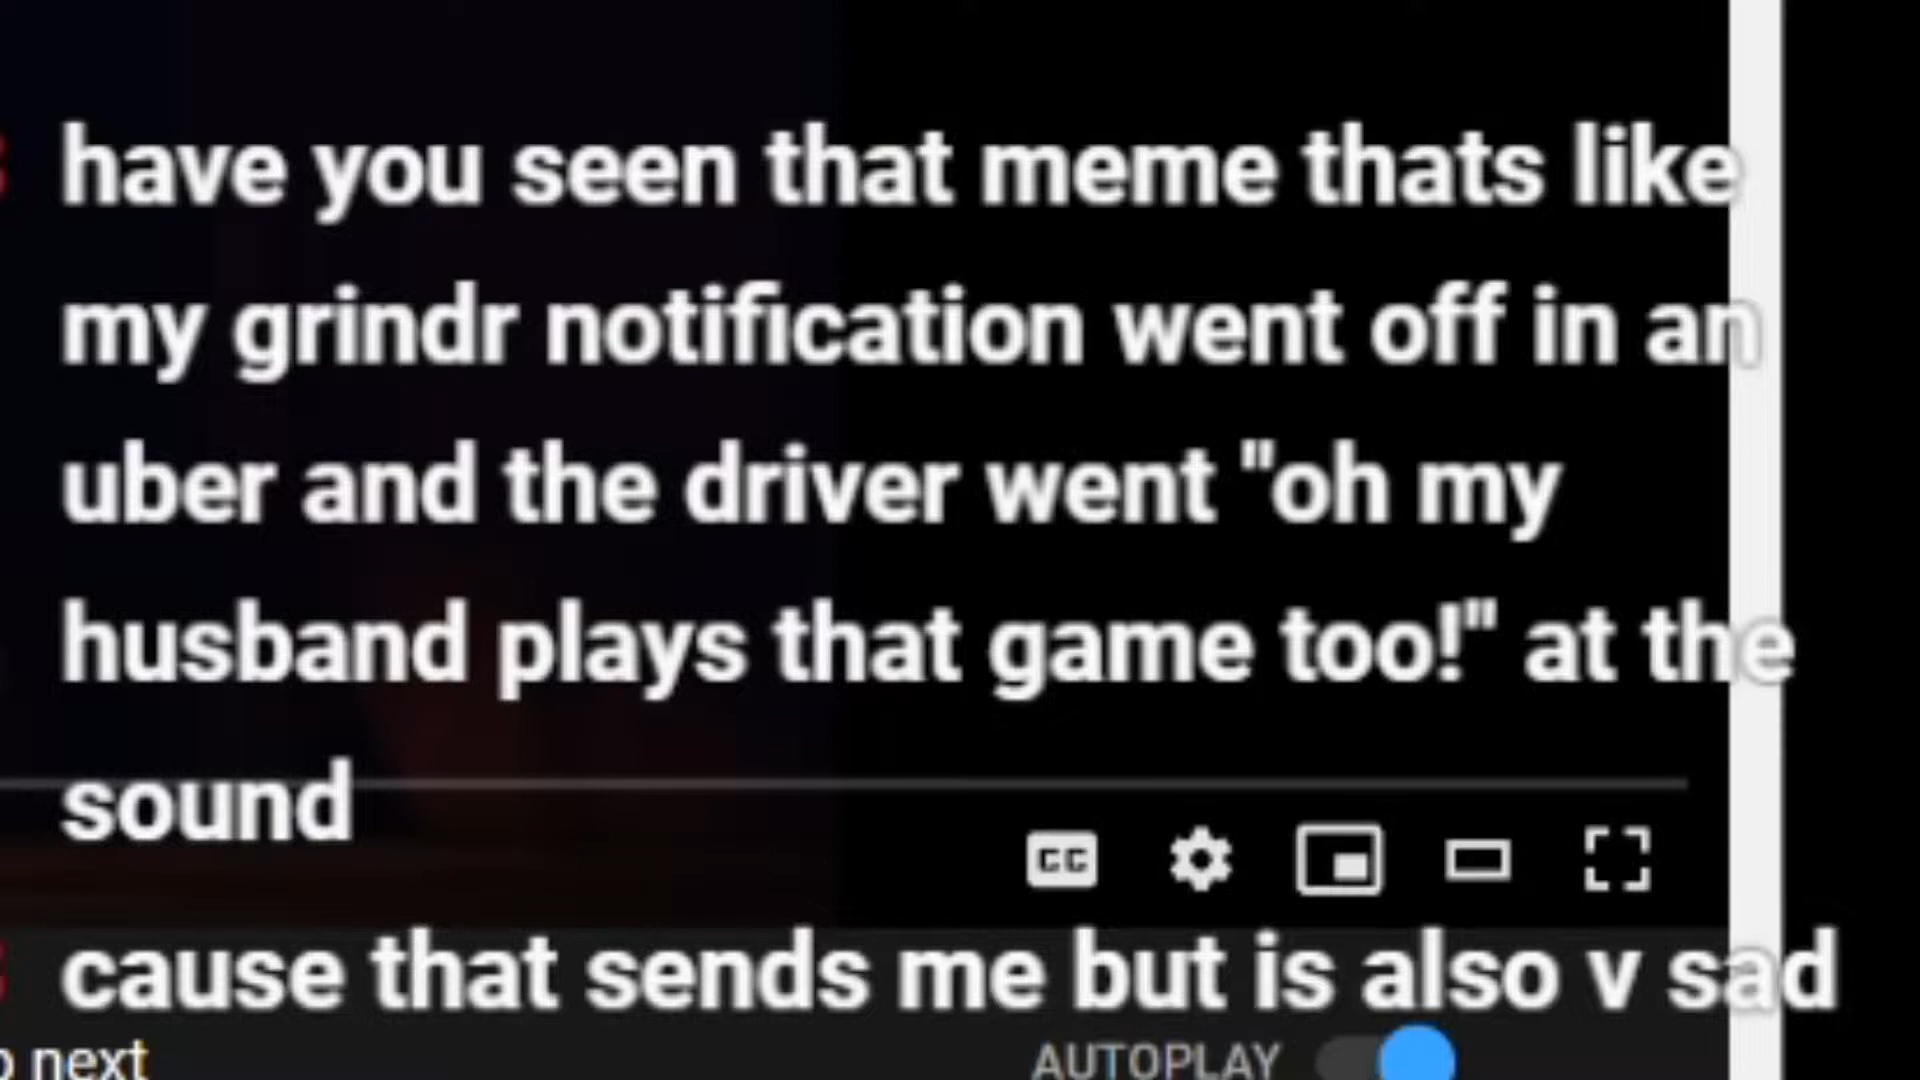 have you seen that meme thats like
my grindr notification went off in an
uber and the driver went "oh my
husband plays that game too!" at the
sound
CC
cause that sends me but is also v sad
next
AUTOPLAY